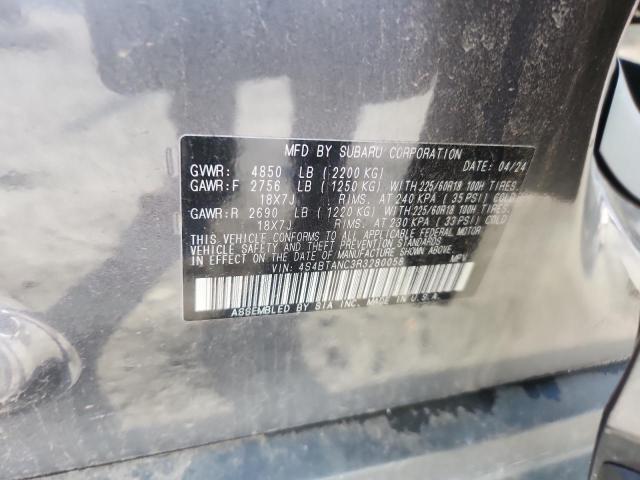 MFD BY SUBARU CORPORATION
DATE: 04/24
GVWR: 4850 LB (2200 KG)
GAWR:F 2756 LB (1250 KG) WITH 225/60R18 100H TIRES,
18X7J RIMS, AT 240 KPA (35 PSI) COLD
GAWR:R 2690 LB (1220 KG) WITH 225/60R18 100H TIRES,
18X7J RIMS, AT 230 KPA (33 PSI) COLD
THIS VEHICLE CONFORMS TO ALL APPLICABLE FEDERAL MOTOR
VEHICLE SAFETY, BUMPER, AND THEFT PREVENTION STANDARDS
IN EFFECT ON THE DATE OF MANUFACTURE SHOWN ABOVE.
VIN: 4S4BTANC3R3280058 MPV
ASSEMBLED BY SIA INC. MADE IN U.S.A